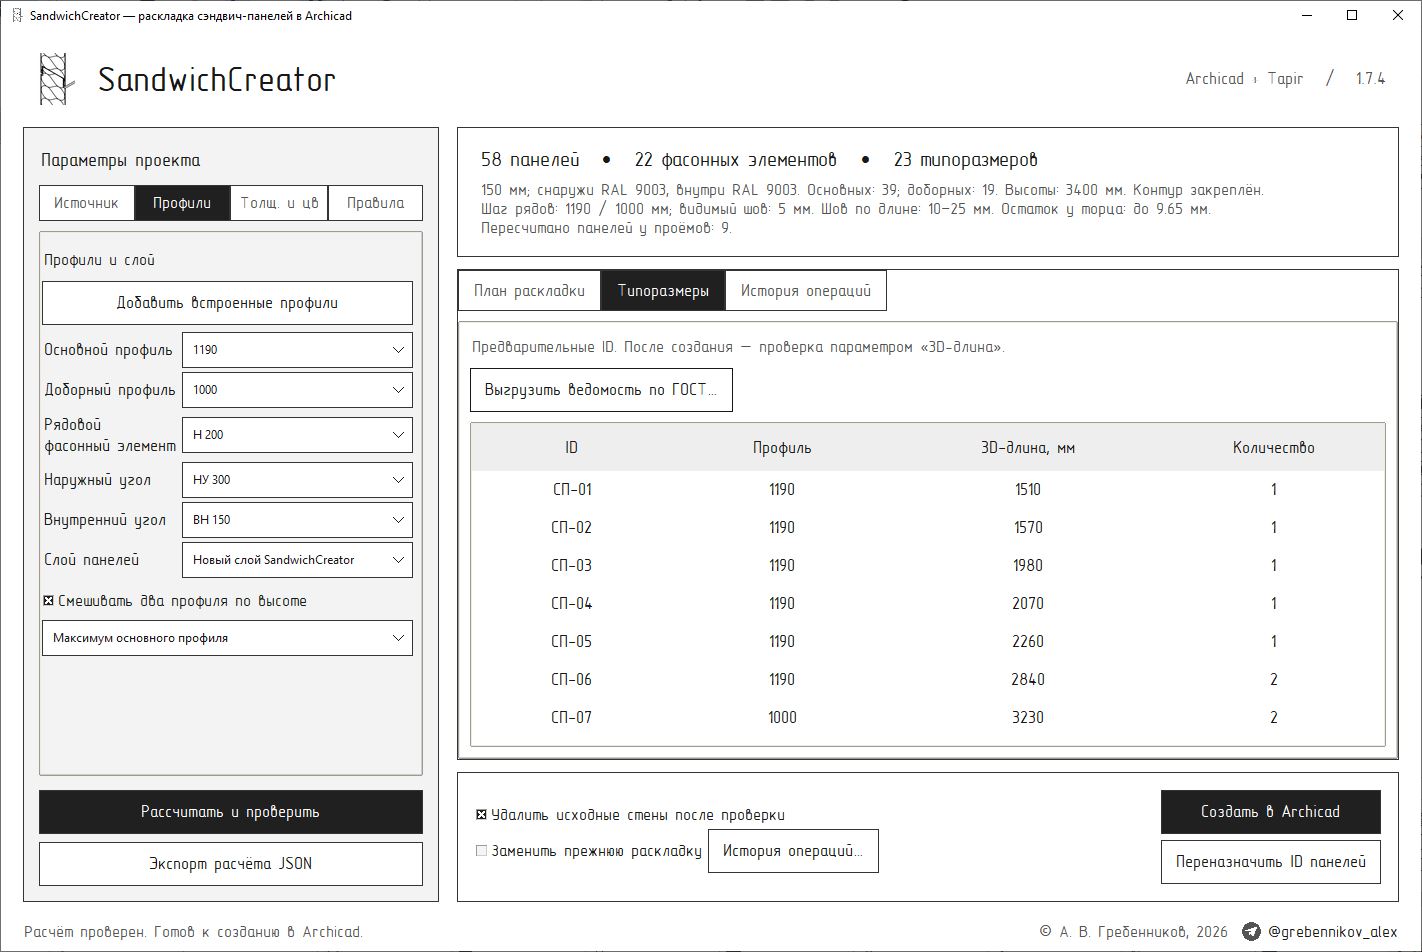 SandwichCreator — раскладка сэндвич-панелей в Archicad
SandwichCreator
Archicad › Tapir / 1.7.4
Параметры проекта
Источник Профили Толщ. и цв Правила
Профили и слой
Добавить встроенные профили
Основной профиль 1190
Доборный профиль 1000
Рядовой
фасонный элемент Н 200
Наружный угол НУ 300
Внутренний угол ВН 150
Слой панелей Новый слой SandwichCreator
Смешивать два профиля по высоте
Максимум основного профиля
Рассчитать и проверить
Экспорт расчёта JSON
58 панелей • 22 фасонных элементов • 23 типоразмеров
150 мм; снаружи RAL 9003, внутри RAL 9003. Основных: 39; доборных: 19. Высоты: 3400 мм. Контур закреплён.
Шаг рядов: 1190 / 1000 мм; видимый шов: 5 мм. Шов по длине: 10–25 мм. Остаток у торца: до 9.65 мм.
Пересчитано панелей у проёмов: 9.
План раскладки Типоразмеры История операций
Предварительные ID. После создания — проверка параметром «3D-длина».
Выгрузить ведомость по ГОСТ...
ID Профиль 3D-длина, мм Количество
СП-01 1190 1510 1
СП-02 1190 1570 1
СП-03 1190 1980 1
СП-04 1190 2070 1
СП-05 1190 2260 1
СП-06 1190 2840 2
СП-07 1000 3230 2
Удалить исходные стены после проверки
Заменить прежнюю раскладку История операций...
Создать в Archicad
Переназначить ID панелей
Расчёт проверен. Готов к созданию в Archicad.
© А. В. Гребенников, 2026 @grebennikov_alex